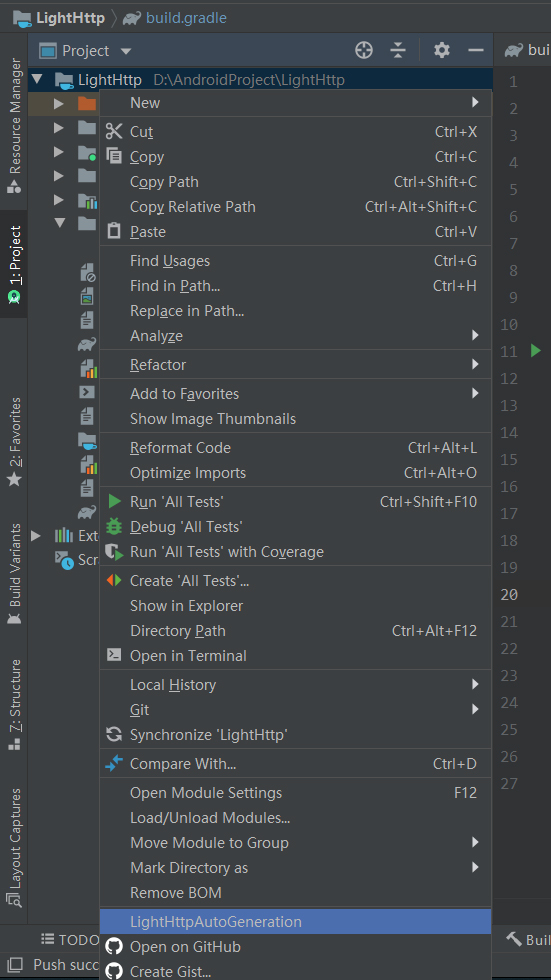 LightHttp
build.gradle
Project
bui
LightHttp D:\AndroidProject\LightHttp
Resource Manager
1: Project
2: Favorites
Build Variants
Z: Structure
Layout Captures
New
Cut Ctrl+X
Copy Ctrl+C
Copy Path Ctrl+Shift+C
Copy Relative Path Ctrl+Alt+Shift+C
Paste Ctrl+V
Find Usages Ctrl+G
Find in Path... Ctrl+H
Replace in Path...
Analyze
Refactor
Add to Favorites
Show Image Thumbnails
Reformat Code Ctrl+Alt+L
Optimize Imports Ctrl+Alt+O
Run 'All Tests' Ctrl+Shift+F10
Debug 'All Tests'
Run 'All Tests' with Coverage
Create 'All Tests'...
Show in Explorer
Directory Path Ctrl+Alt+F12
Open in Terminal
Local History
Git
Synchronize 'LightHttp'
Compare With... Ctrl+D
Open Module Settings F12
Load/Unload Modules...
Move Module to Group
Mark Directory as
Remove BOM
LightHttpAutoGeneration
Open on GitHub
Create Gist...
Ext
Scr
1
2
3
4
5
6
7
8
9
10
11
12
13
14
15
16
17
18
19
20
21
22
23
24
25
26
27
TODO
Buil
Push succ